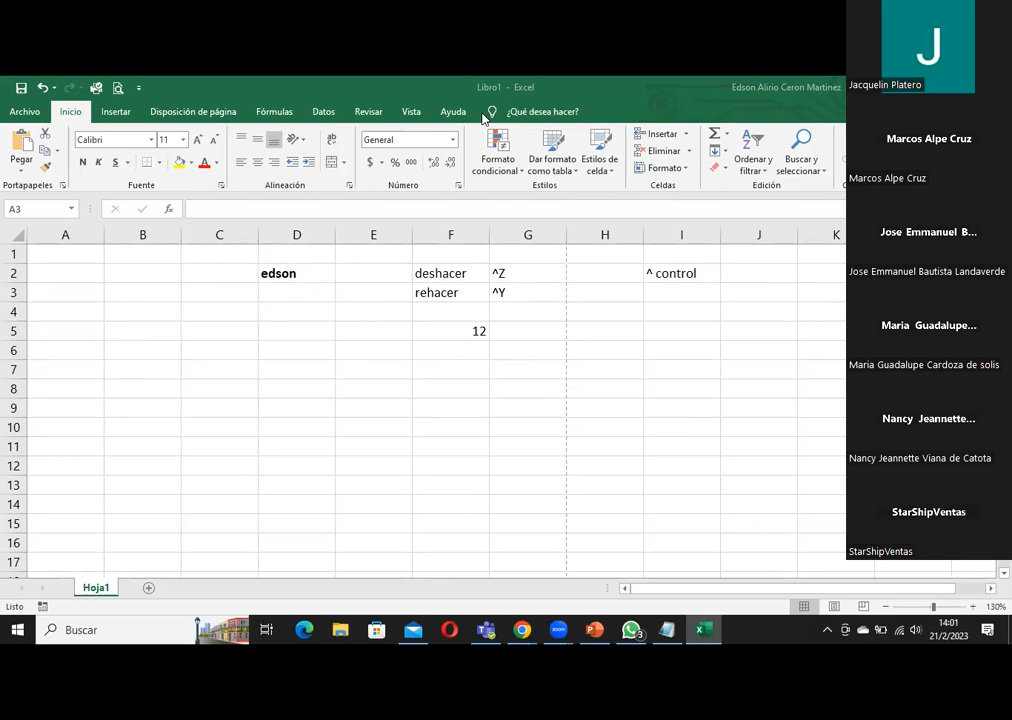 Libro1 - Excel
Edson Alirio Ceron Martinez
Archivo Inicio Insertar Disposición de página Fórmulas Datos Revisar Vista Ayuda ¿Qué desea hacer?
Pegar
Portapapeles
Calibri 11
N K S
Fuente
Alineación
General
$ % 000
Número
Formato condicional
Dar formato como tabla
Estilos de celda
Estilos
Insertar
Eliminar
Formato
Celdas
Ordenar y filtrar
Buscar y seleccionar
Edición
A3
fx
A B C D E F G H I J K
1
2 edson deshacer ^Z ^ control
3 rehacer ^Y
4
5 12
6
7
8
9
10
11
12
13
14
15
16
17
Hoja1
Listo
130%
Buscar
3
14:01
21/2/2023
J
Jacquelin Platero
Marcos Alpe Cruz
Marcos Alpe Cruz
Jose Emmanuel B...
Jose Emmanuel Bautista Landaverde
Maria Guadalupe...
Maria Guadalupe Cardoza de solis
Nancy Jeannette...
Nancy Jeannette Viana de Catota
StarShipVentas
StarShipVentas